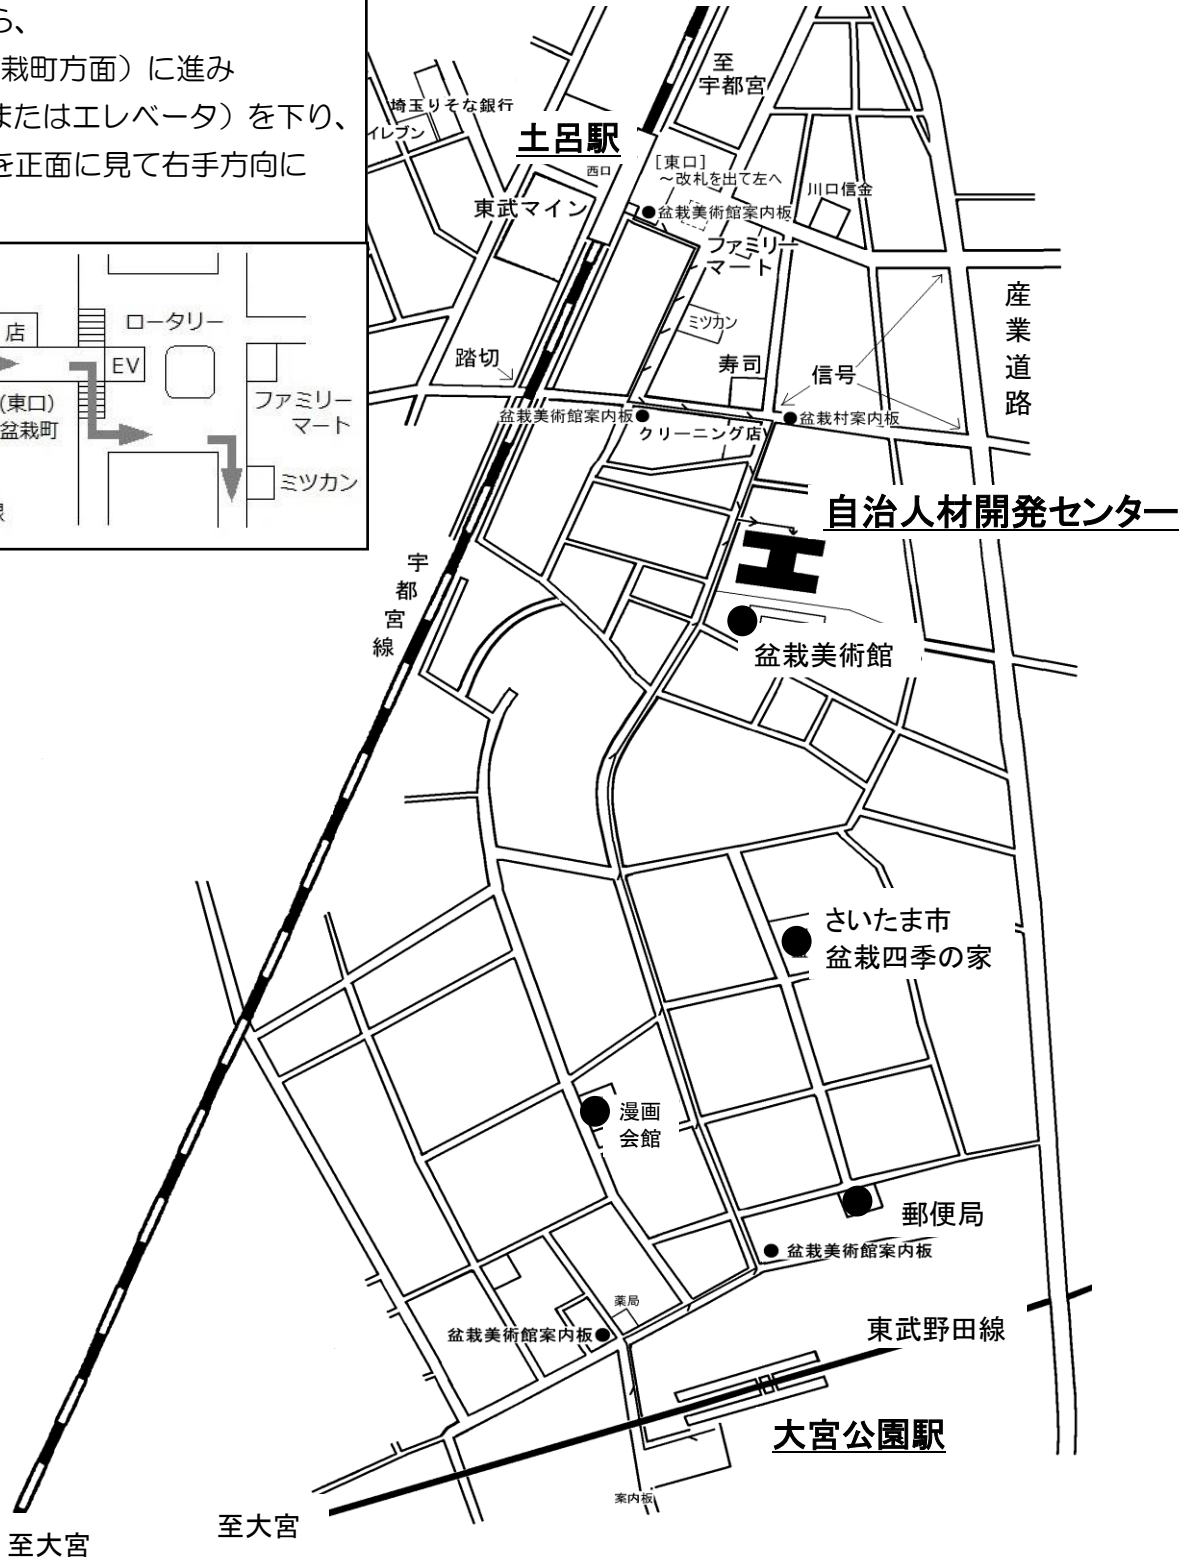 ら、
栽町方面）に進み
またはエレベータ）を下り、
を正面に見て右手方向に
店
ロータリー
EV
(東口)
盆栽町
ファミリー
マート
ミツカン
至
宇都宮
埼玉りそな銀行
イレブン
土呂駅
西口
[東口]
～改札を出て左へ
川口信金
東武マイン
盆栽美術館案内板
ファミリー
マート
ミツカン
産業道路
踏切
寿司
信号
盆栽美術館案内板
盆栽村案内板
クリーニング店
自治人材開発センター
宇都宮線
盆栽美術館
さいたま市
盆栽四季の家
漫画
会館
郵便局
盆栽美術館案内板
薬局
盆栽美術館案内板
東武野田線
大宮公園駅
案内板
至大宮
至大宮